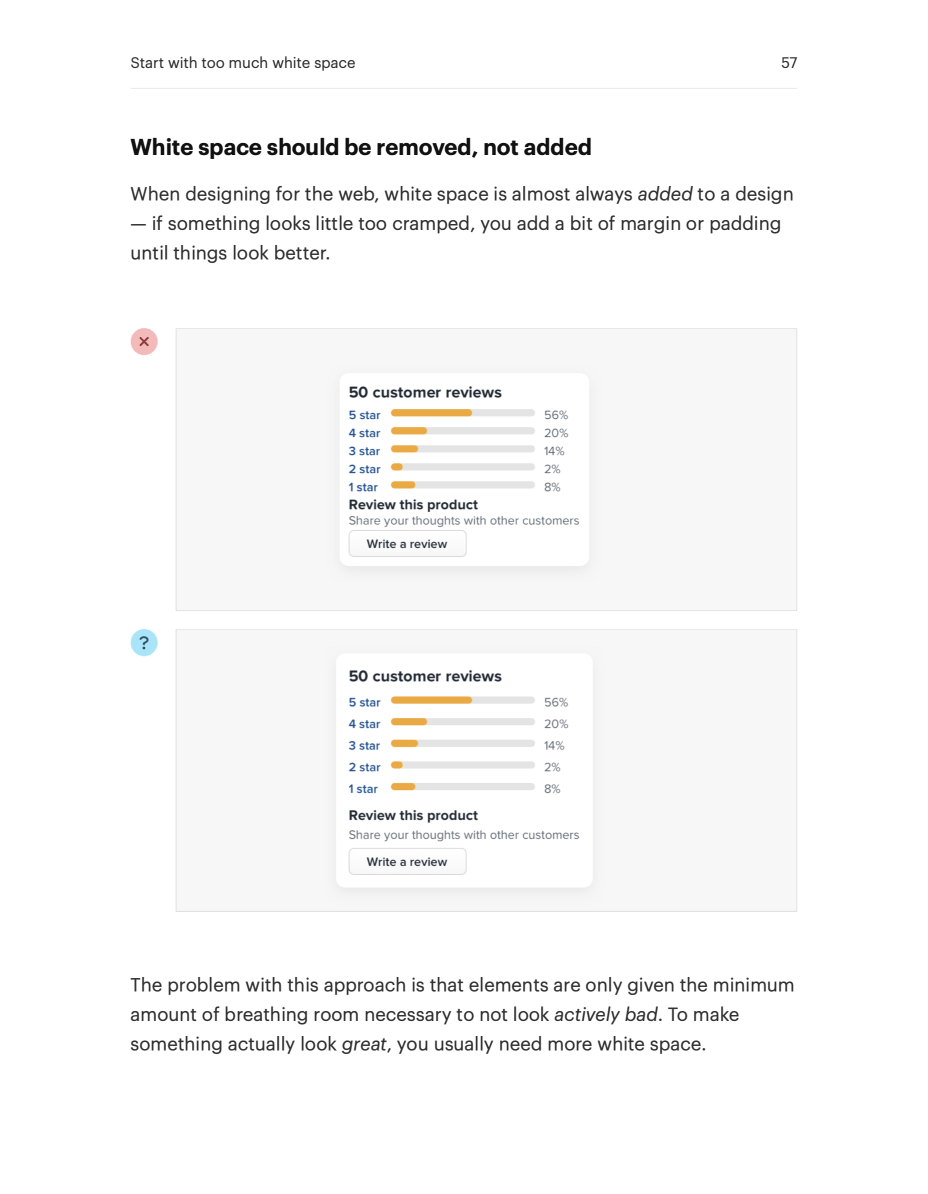 Start with too much white space 57
White space should be removed, not added
When designing for the web, white space is almost always added to a design
— if something looks little too cramped, you add a bit of margin or padding
until things look better.
50 customer reviews
5 star 56%
4 star 20%
3 star 14%
2 star 2%
1 star 8%
Review this product
Share your thoughts with other customers
Write a review
?
50 customer reviews
5 star 56%
4 star 20%
3 star 14%
2 star 2%
1 star 8%
Review this product
Share your thoughts with other customers
Write a review
The problem with this approach is that elements are only given the minimum
amount of breathing room necessary to not look actively bad. To make
something actually look great, you usually need more white space.